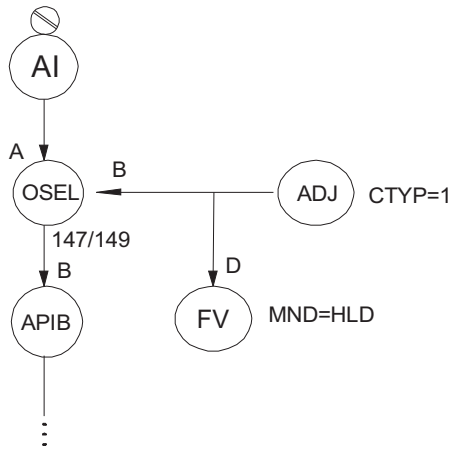 AI
A
B
OSEL
ADJ
CTYP=1
147/149
B
D
APIB
FV
MND=HLD